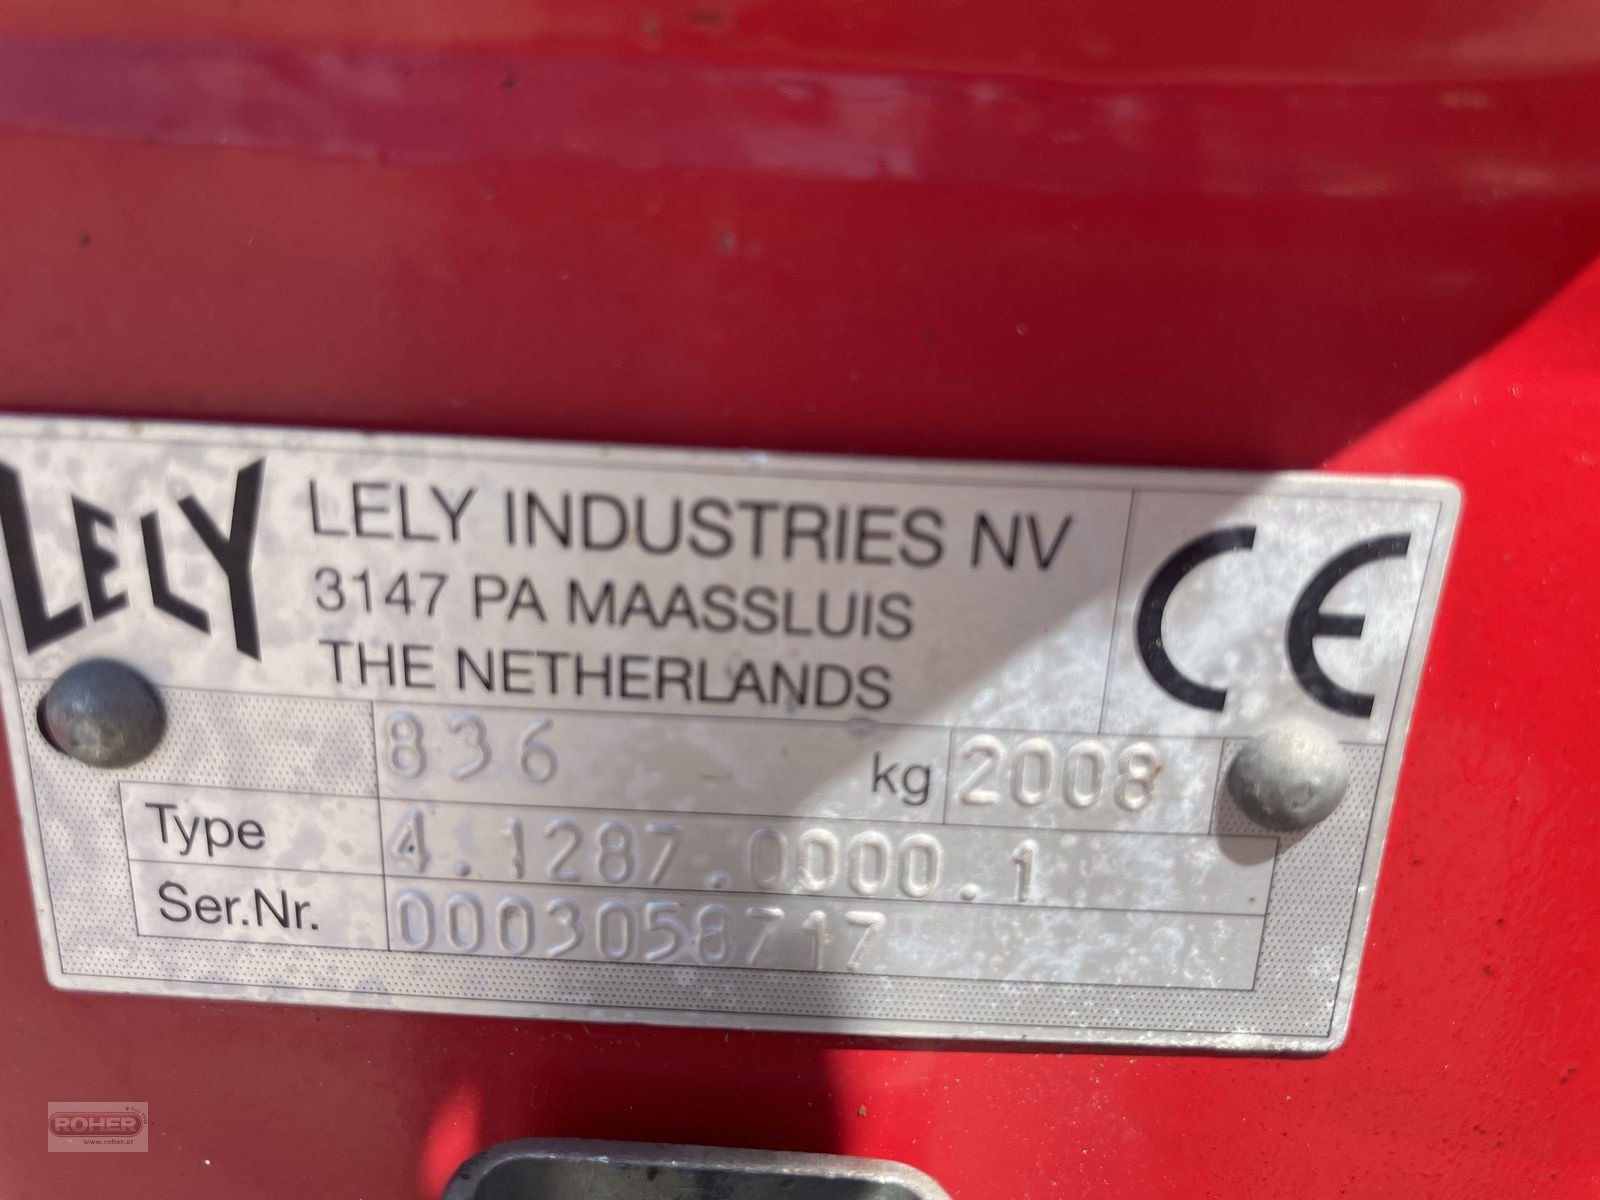 LELY
LELY INDUSTRIES NV
3147 PA MAASSLUIS
THE NETHERLANDS
CE
836 kg 2008
Type 4.1287.0000.1
Ser.Nr. 0003058717
ROHER
www.roher.at